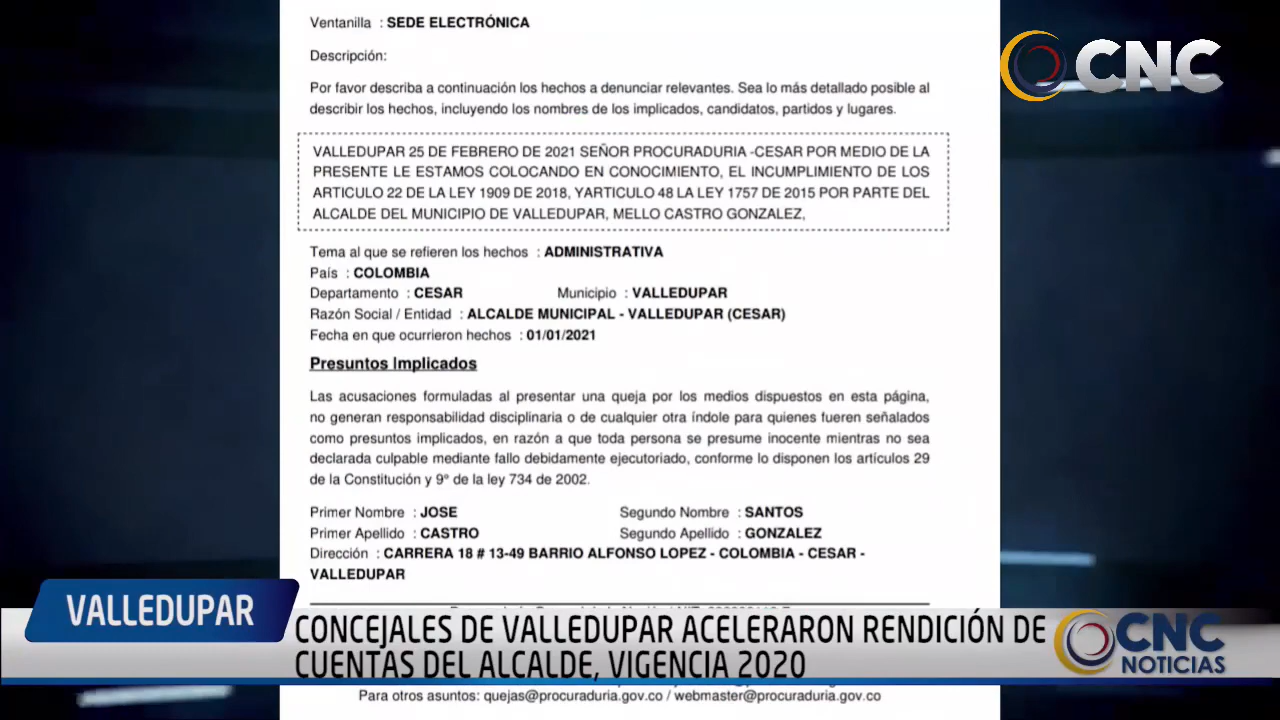 Ventanilla : SEDE ELECTRÓNICA
Descripción:
Por favor describa a continuación los hechos a denunciar relevantes. Sea lo más detallado posible al
describir los hechos, incluyendo los nombres de los implicados, candidatos, partidos y lugares.
CNC
VALLEDUPAR 25 DE FEBRERO DE 2021 SEÑOR PROCURADURIA -CESAR POR MEDIO DE LA
PRESENTE LE ESTAMOS COLOCANDO EN CONOCIMIENTO, EL INCUMPLIMIENTO DE LOS
ARTICULO 22 DE LA LEY 1909 DE 2018, YARTICULO 48 LA LEY 1757 DE 2015 POR PARTE DEL
ALCALDE DEL MUNICIPIO DE VALLEDUPAR, MELLO CASTRO GONZALEZ,
Tema al que se refieren los hechos : ADMINISTRATIVA
País : COLOMBIA
Departamento : CESAR Municipio : VALLEDUPAR
Razón Social / Entidad : ALCALDE MUNICIPAL - VALLEDUPAR (CESAR)
Fecha en que ocurrieron hechos : 01/01/2021
Presuntos Implicados
Las acusaciones formuladas al presentar una queja por los medios dispuestos en esta página,
no generan responsabilidad disciplinaria o de cualquier otra índole para quienes fueren señalados
como presuntos implicados, en razón a que toda persona se presume inocente mientras no sea
declarada culpable mediante fallo debidamente ejecutoriado, conforme lo disponen los artículos 29
de la Constitución y 9° de la ley 734 de 2002.
Primer Nombre : JOSE Segundo Nombre : SANTOS
Primer Apellido : CASTRO Segundo Apellido : GONZALEZ
Dirección : CARRERA 18 # 13-49 BARRIO ALFONSO LOPEZ - COLOMBIA - CESAR -
VALLEDUPAR
VALLEDUPAR
CONCEJALES DE VALLEDUPAR ACELERARON RENDICIÓN DE
CUENTAS DEL ALCALDE, VIGENCIA 2020
CNC
NOTICIAS
Para otros asuntos: quejas@procuraduria.gov.co / webmaster@procuraduria.gov.co